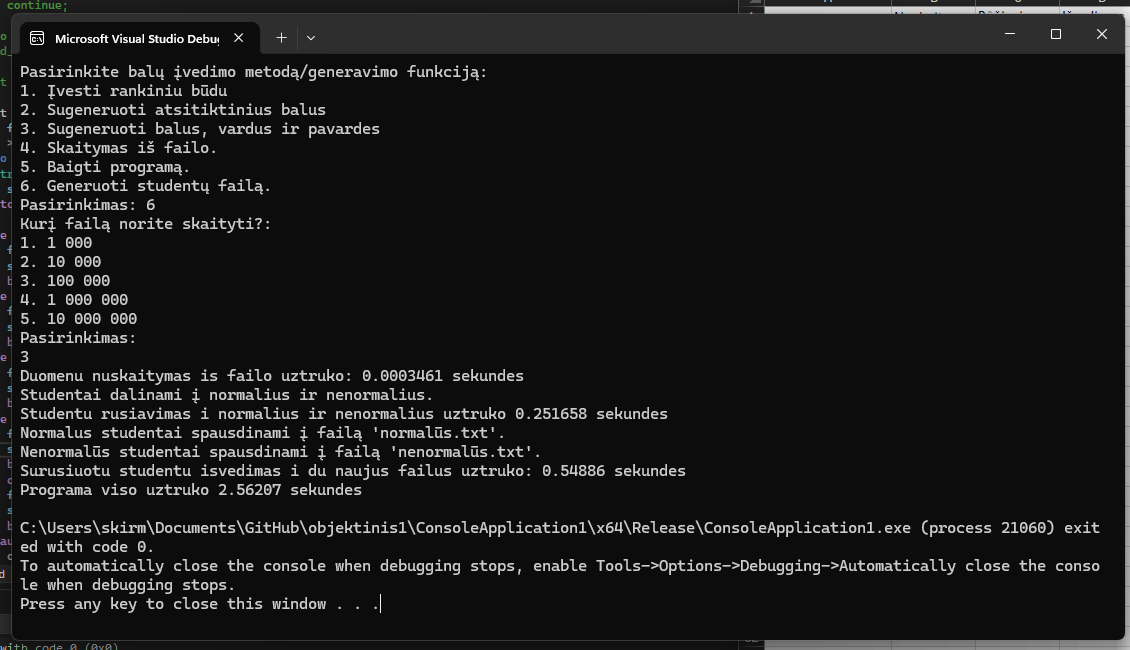 continue;
Microsoft Visual Studio Debug
Pasirinkite balų įvedimo metodą/generavimo funkciją:
1. Įvesti rankiniu būdu
2. Sugeneruoti atsitiktinius balus
3. Sugeneruoti balus, vardus ir pavardes
4. Skaitymas iš failo.
5. Baigti programą.
6. Generuoti studentų failą.
Pasirinkimas: 6
Kurį failą norite skaityti?:
1. 1 000
2. 10 000
3. 100 000
4. 1 000 000
5. 10 000 000
Pasirinkimas:
3
Duomenu nuskaitymas is failo uztruko: 0.0003461 sekundes
Studentai dalinami į normalius ir nenormalius.
Studentu rusiavimas i normalius ir nenormalius uztruko 0.251658 sekundes
Normalus studentai spausdinami į failą 'normalūs.txt'.
Nenormalūs studentai spausdinami į failą 'nenormalūs.txt'.
Surusiuotu studentu isvedimas i du naujus failus uztruko: 0.54886 sekundes
Programa viso uztruko 2.56207 sekundes
C:\Users\skirm\Documents\GitHub\objektinis1\ConsoleApplication1\x64\Release\ConsoleApplication1.exe (process 21060) exit
ed with code 0.
To automatically close the console when debugging stops, enable Tools->Options->Debugging->Automatically close the conso
le when debugging stops.
Press any key to close this window . . .
with code 0 (0x0)